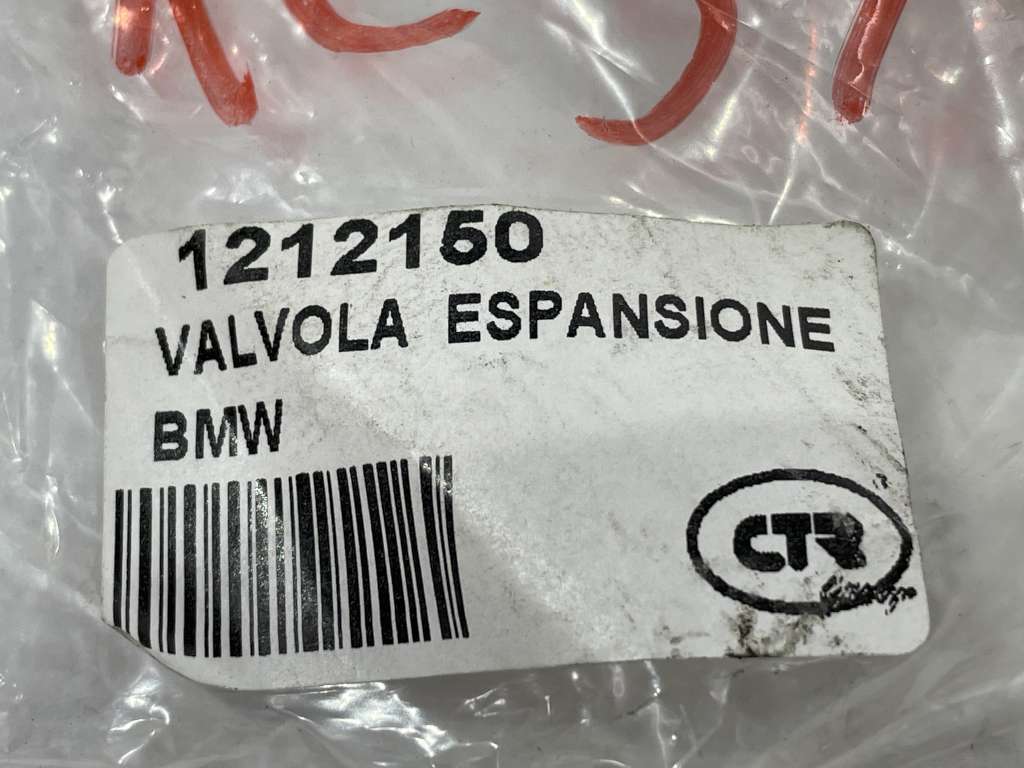 1212150
VALVOLA ESPANSIONE
BMW
CTR